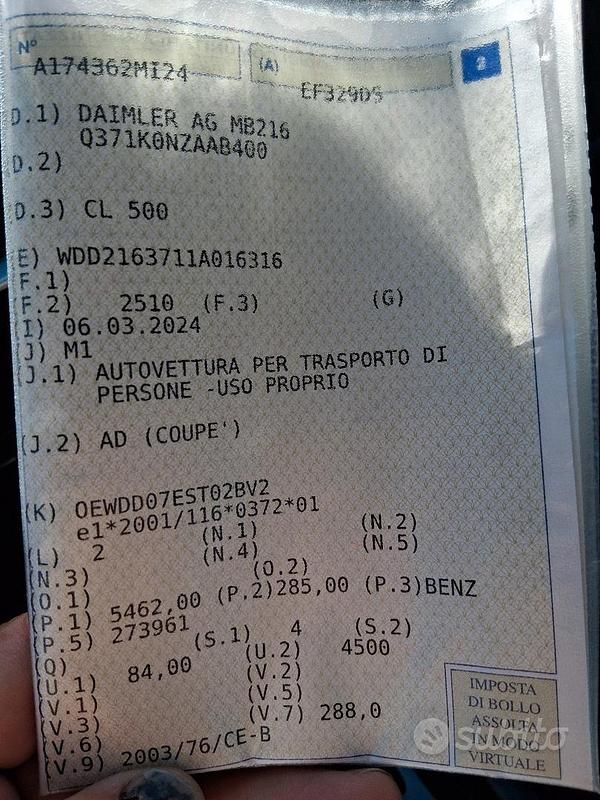 N°
A174362MI24
(A)
EF329DS
2
D.1) DAIMLER AG MB216
Q371K0NZAAB400
D.2)
D.3) CL 500
E) WDD2163711A016316
F.1)
(F.2) 2510 (F.3) (G)
(I) 06.03.2024
(J) M1
(J.1) AUTOVETTURA PER TRASPORTO DI
PERSONE -USO PROPRIO
(J.2) AD (COUPE')
(K) OEWDD07EST02BV2
e1*2001/116*0372*01
(L) 2 (N.1) (N.2)
(N.3) (N.4) (N.5)
(O.1) (O.2)
(P.1) 5462,00 (P.2)285,00 (P.3)BENZ
(P.5) 273961
(Q) (S.1) 4 (S.2)
(U.1) 84,00 (U.2) 4500
(V.1) (V.2)
(V.3) (V.5)
(V.6) (V.7) 288,0
(V.9) 2003/76/CE-B
IMPOSTA
DI BOLLO
ASSOLTA
IN MODO
VIRTUALE
subito